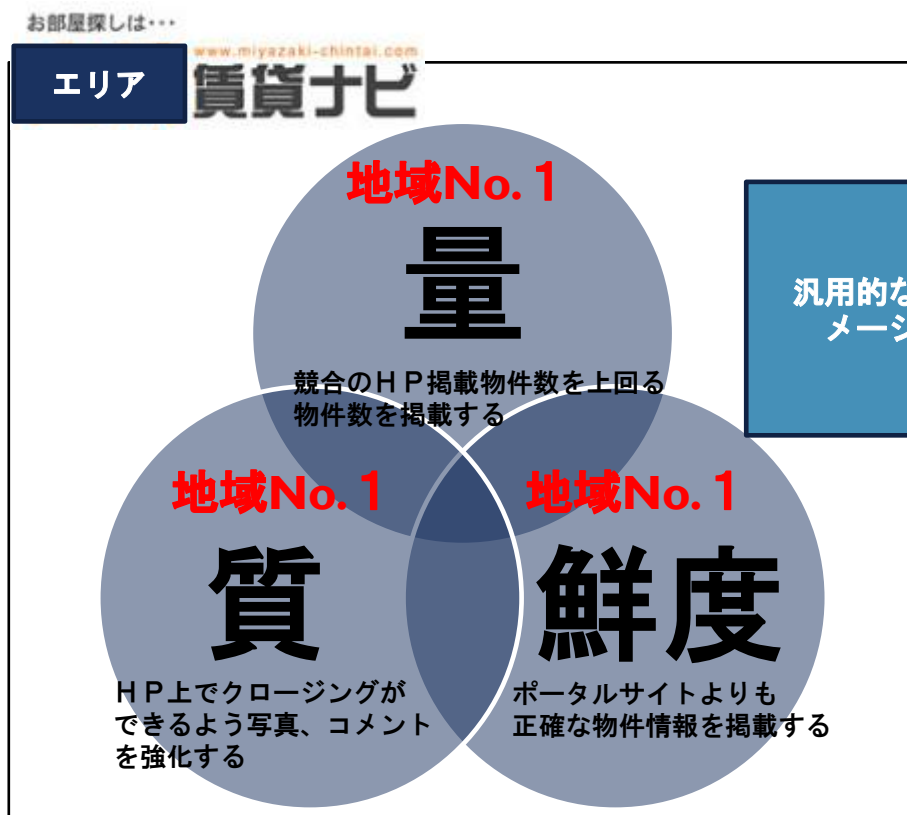 お部屋探しは・・・
www.miyazaki-chintai.com
エリア
賃貸ナビ
地域No.１
量
競合のＨＰ掲載物件数を上回る
物件数を掲載する
汎用的な
メージ
地域No.１
質
ＨＰ上でクロージングが
できるよう写真、コメント
を強化する
地域No.１
鮮度
ポータルサイトよりも
正確な物件情報を掲載する